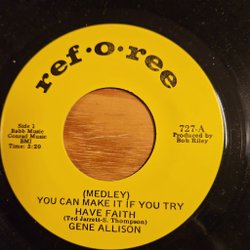 ref·o·ree
Side 1
Babb Music
Conrad Music
BMI
Time: 2:20
727-A
Produced by
Bob Riley
(MEDLEY)
YOU CAN MAKE IT IF YOU TRY
HAVE FAITH
(Ted Jarrett-S. Thompson)
GENE ALLISON